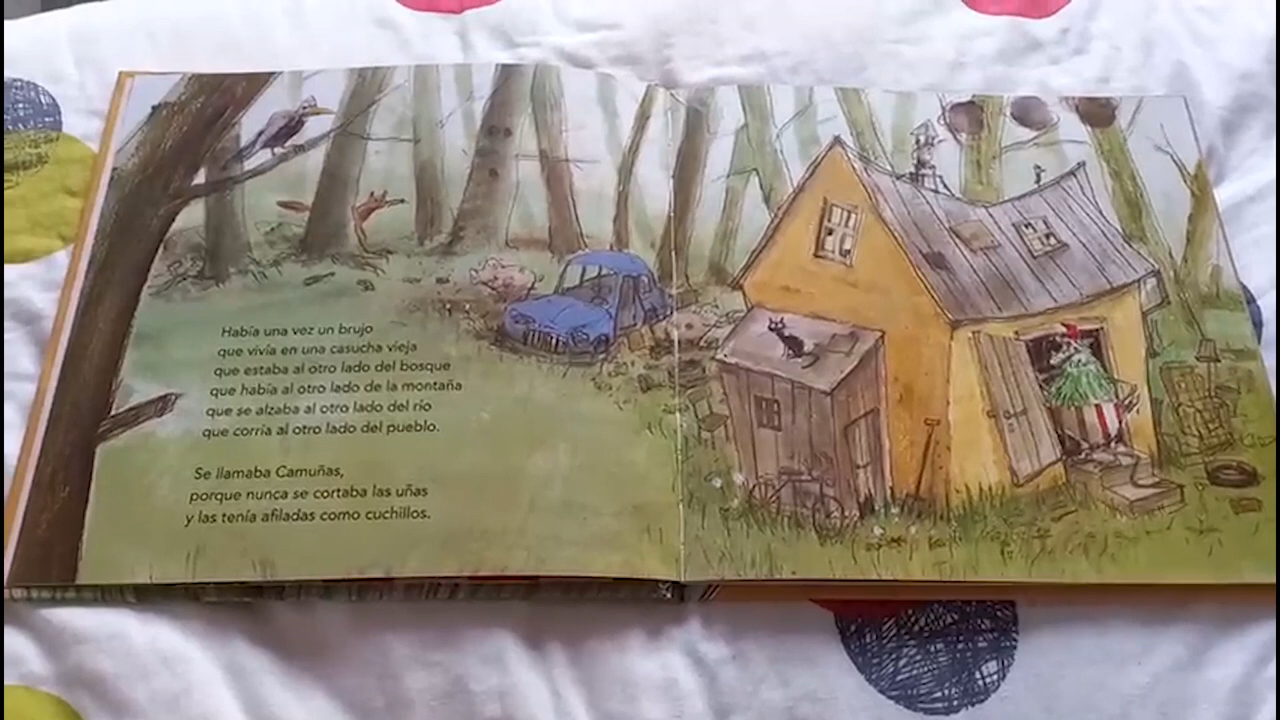 Había una vez un brujo
que vivía en una casucha vieja
que estaba al otro lado del bosque
que había al otro lado de la montaña
que se alzaba al otro lado del río
que corría al otro lado del pueblo.
Se llamaba Camuñas,
porque nunca se cortaba las uñas
y las tenía afiladas como cuchillos.